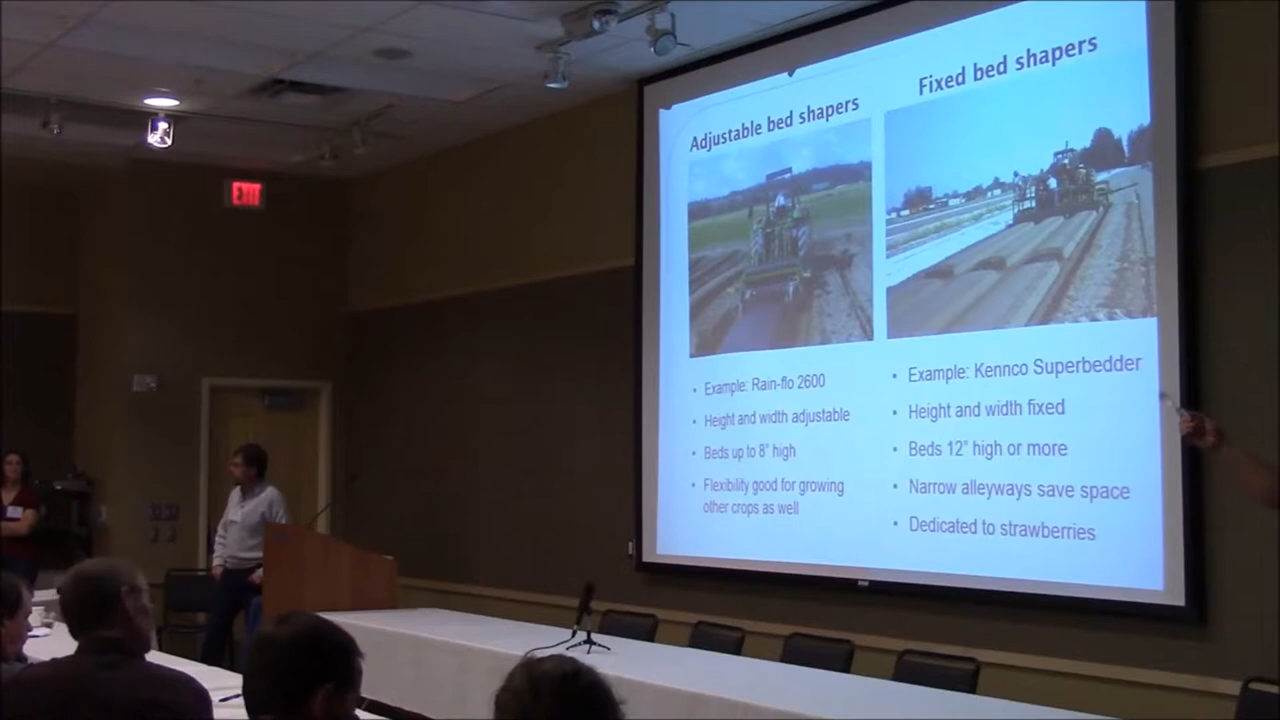 EXIT
Adjustable bed shapers
• Example: Rain-flo 2600
• Height and width adjustable
• Beds up to 8" high
• Flexibility good for growing
other crops as well
Fixed bed shapers
• Example: Kennco Superbedder
• Height and width fixed
• Beds 12" high or more
• Narrow alleyways save space
• Dedicated to strawberries